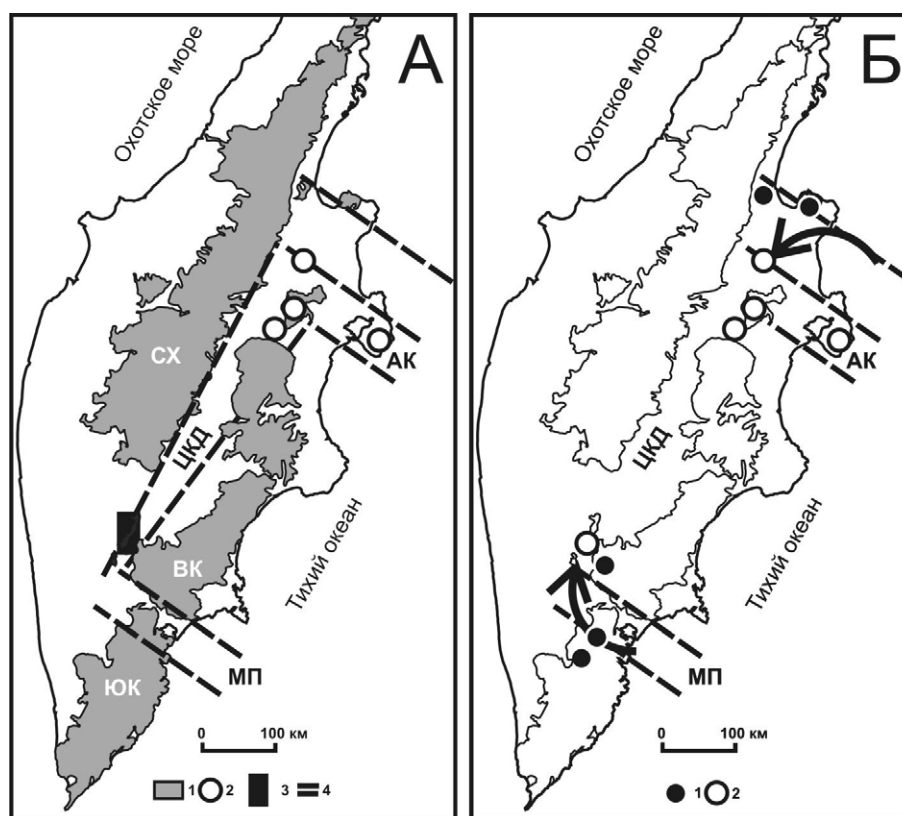 А
Охотское море
СХ
ЦКД
АК
ВК
Тихий океан
МП
ЮК
0 100 км
1 2 3 4
Б
Охотское море
АК
ЦКД
Тихий океан
МП
0 100 км
1 2